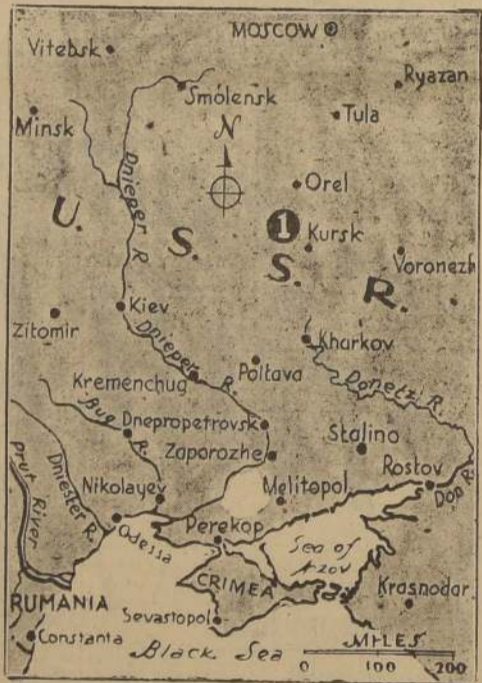 MOSCOW
Vitebsk
Ryazan
Smolensk
Minsk
Tula
N
Dnieper R.
Orel
U. S. S. R.
1
Kursk
Voronezh
Kiev
Zitomir
Kharkov
Dnieper R.
Poltava
Donetz R.
Kremenchug
Bug R.
Dnepropetrovsk
Stalino
Zaporozhe
Rostov
Don R.
Prut River
Dniester R.
Nikolayev
Melitopol
Odessa
Perekop
Sea of
Azov
CRIMEA
Krasnodar
RUMANIA
Sevastopol
Constanta
Black Sea
MILES
0 100 200